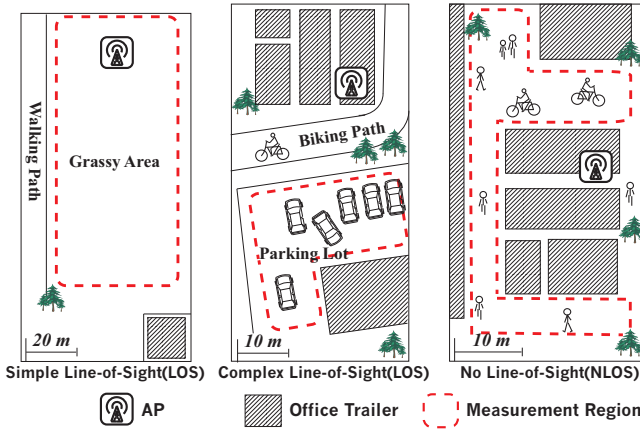 Walking Path
Grassy Area
20 m
Simple Line-of-Sight(LOS)
Biking Path
Parking Lot
10 m
Complex Line-of-Sight(LOS)
10 m
No Line-of-Sight(NLOS)
AP
Office Trailer
Measurement Region